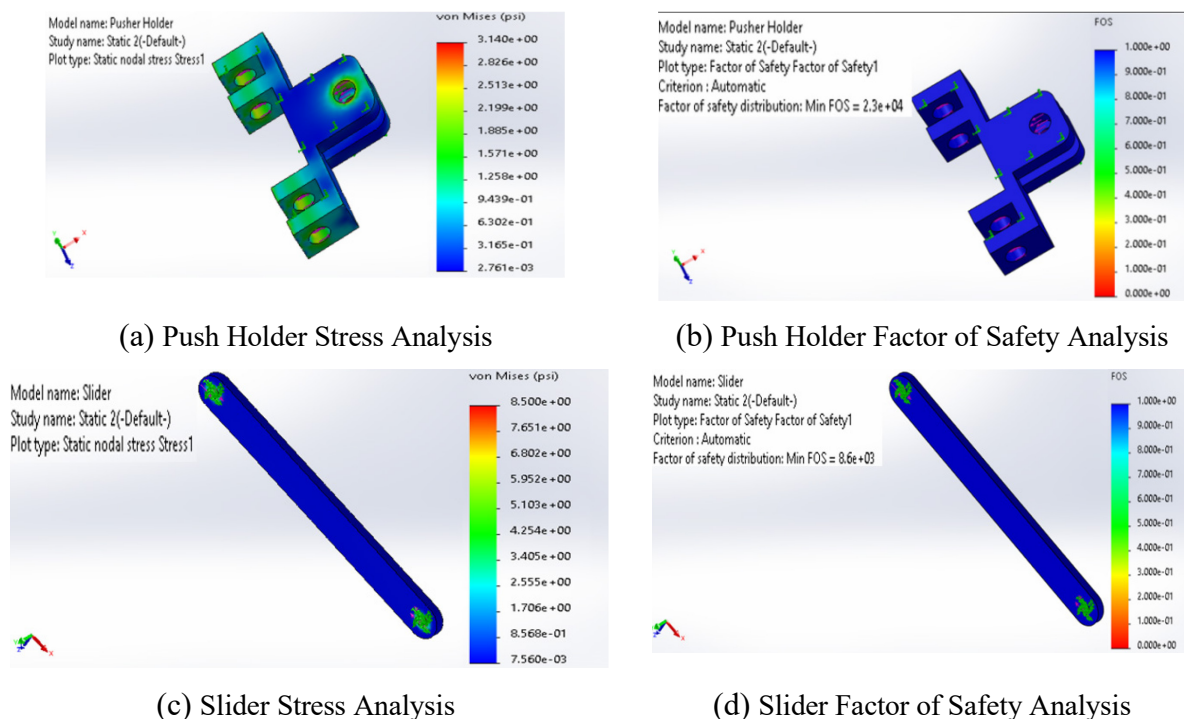 Model name: Pusher Holder
Study name: Static 2(-Default-)
Plot type: Static nodal stress Stress1
von Mises (psi)
3.140e+00
2.826e+00
2.513e+00
2.199e+00
1.885e+00
1.571e+00
1.258e+00
9.439e-01
6.302e-01
3.165e-01
2.761e-03
(a) Push Holder Stress Analysis
Model name: Pusher Holder
Study name: Static 2(-Default-)
Plot type: Factor of Safety Factor of Safety1
Criterion : Automatic
Factor of safety distribution: Min FOS = 2.3e+04
FOS
1.000e+00
9.000e-01
8.000e-01
7.000e-01
6.000e-01
5.000e-01
4.000e-01
3.000e-01
2.000e-01
1.000e-01
0.000e+00
(b) Push Holder Factor of Safety Analysis
Model name: Slider
Study name: Static 2(-Default-)
Plot type: Static nodal stress Stress1
von Mises (psi)
8.500e+00
7.651e+00
6.802e+00
5.952e+00
5.103e+00
4.254e+00
3.405e+00
2.555e+00
1.706e+00
8.568e-01
7.560e-03
(c) Slider Stress Analysis
Model name: Slider
Study name: Static 2(-Default-)
Plot type: Factor of Safety Factor of Safety1
Criterion : Automatic
Factor of safety distribution: Min FOS = 8.6e+03
FOS
1.000e+00
9.000e-01
8.000e-01
7.000e-01
6.000e-01
5.000e-01
4.000e-01
3.000e-01
2.000e-01
1.000e-01
0.000e+00
(d) Slider Factor of Safety Analysis